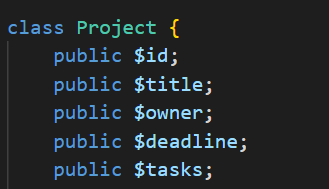 class Project {
    public $id;
    public $title;
    public $owner;
    public $deadline;
    public $tasks;